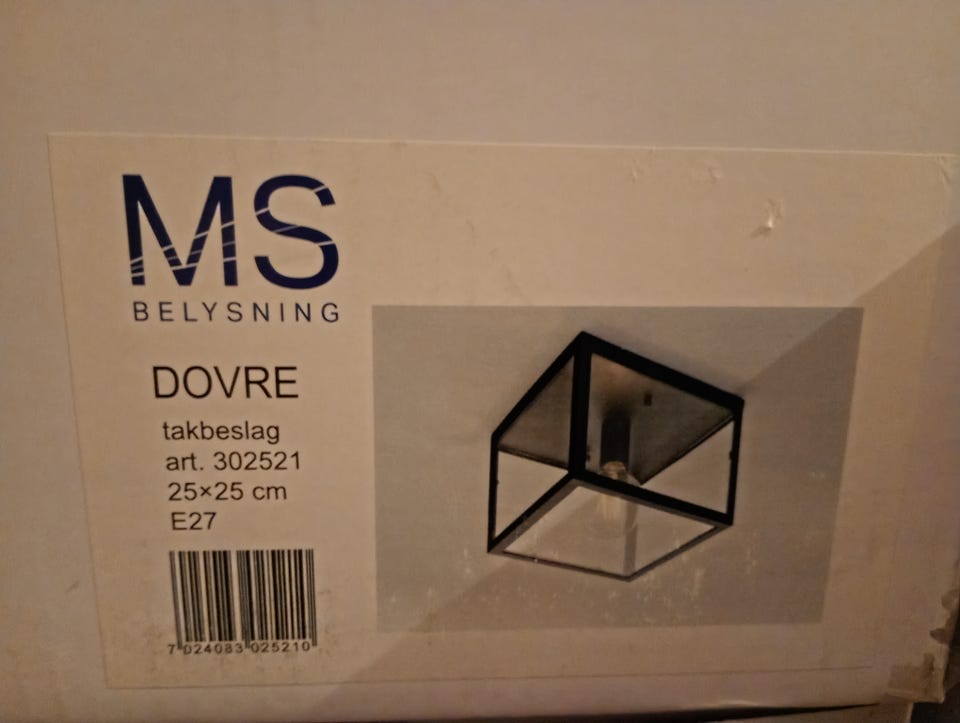 MS
BELYSNING
DOVRE
takbeslag
art. 302521
25×25 cm
E27
7 024083 025210